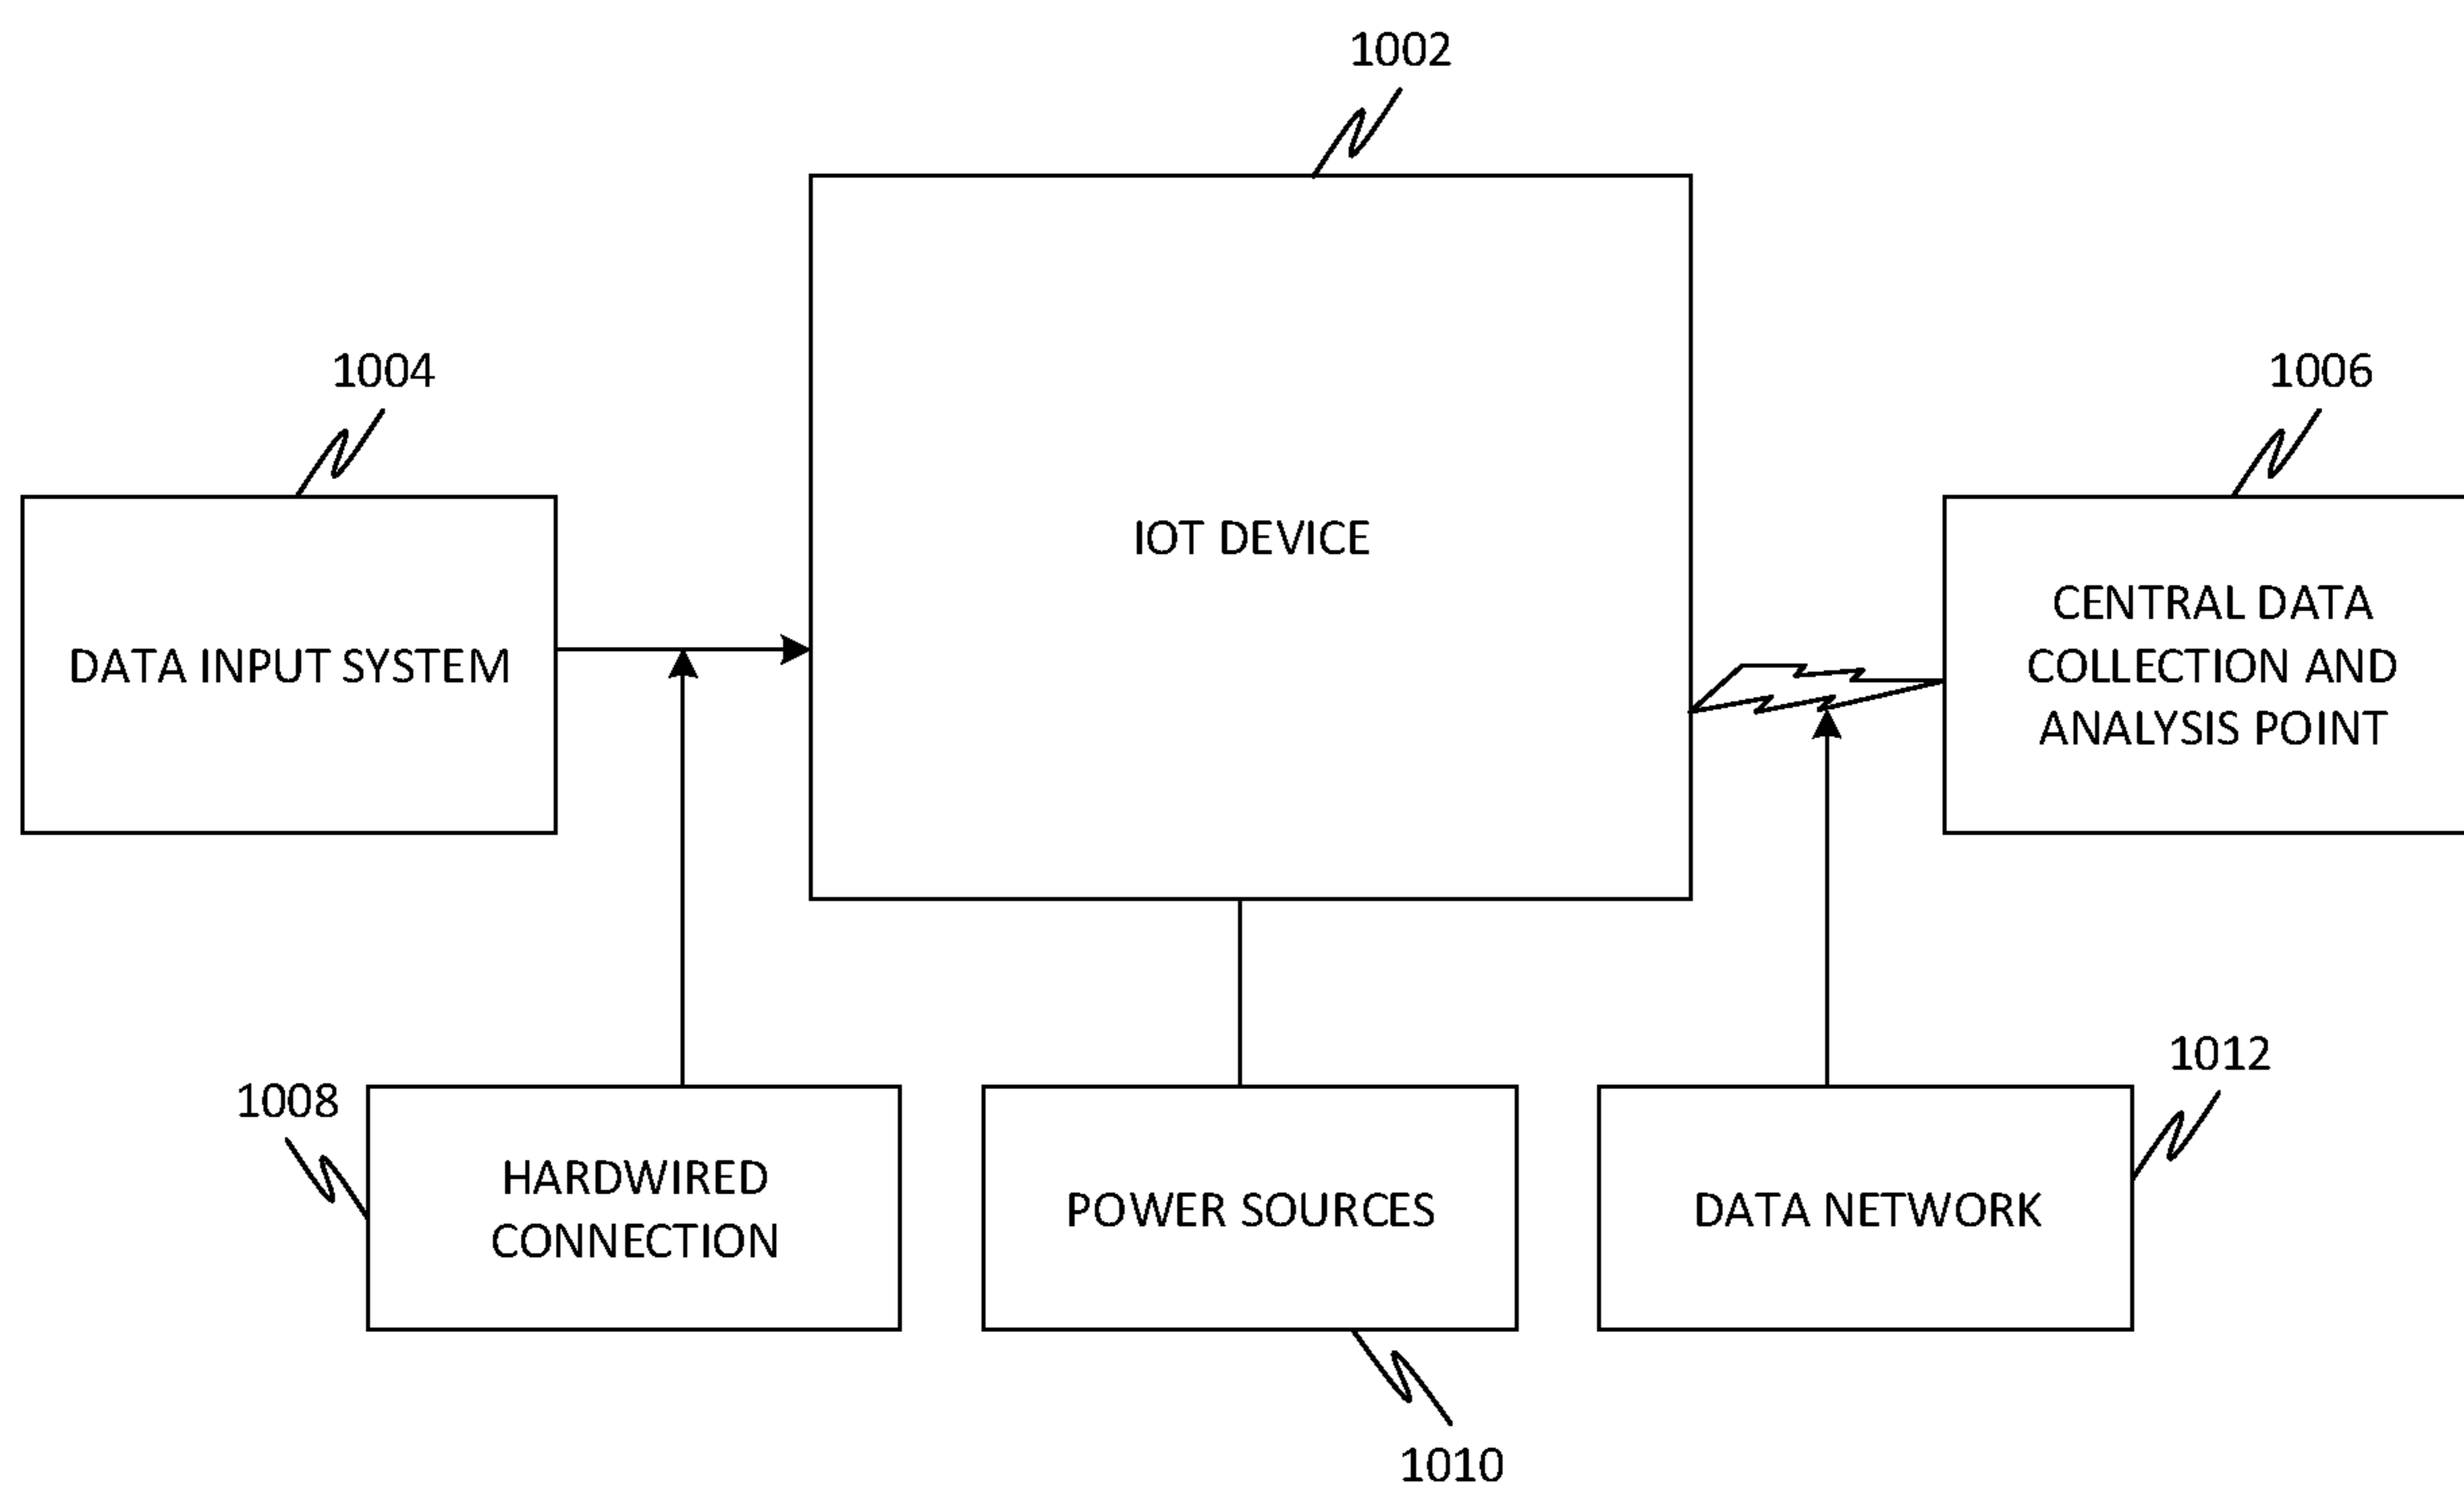 1002
1004
1006
IOT DEVICE
DATA INPUT SYSTEM
CENTRAL DATA
COLLECTION AND
ANALYSIS POINT
1008
1012
HARDWIRED
CONNECTION
POWER SOURCES
DATA NETWORK
1010